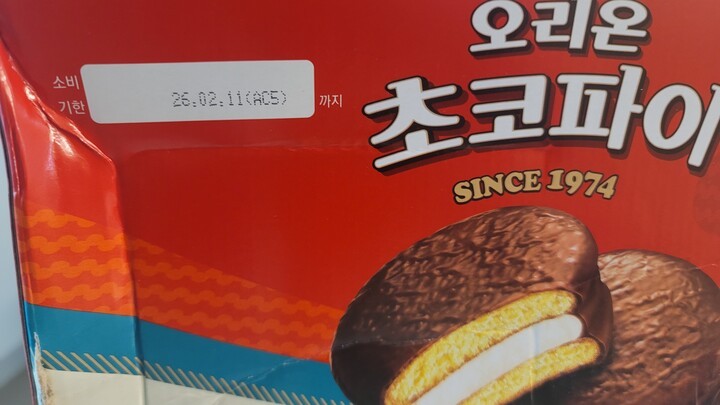 오리온
초코파이
SINCE 1974
소비
기한
26.02.11(AC5)
까지